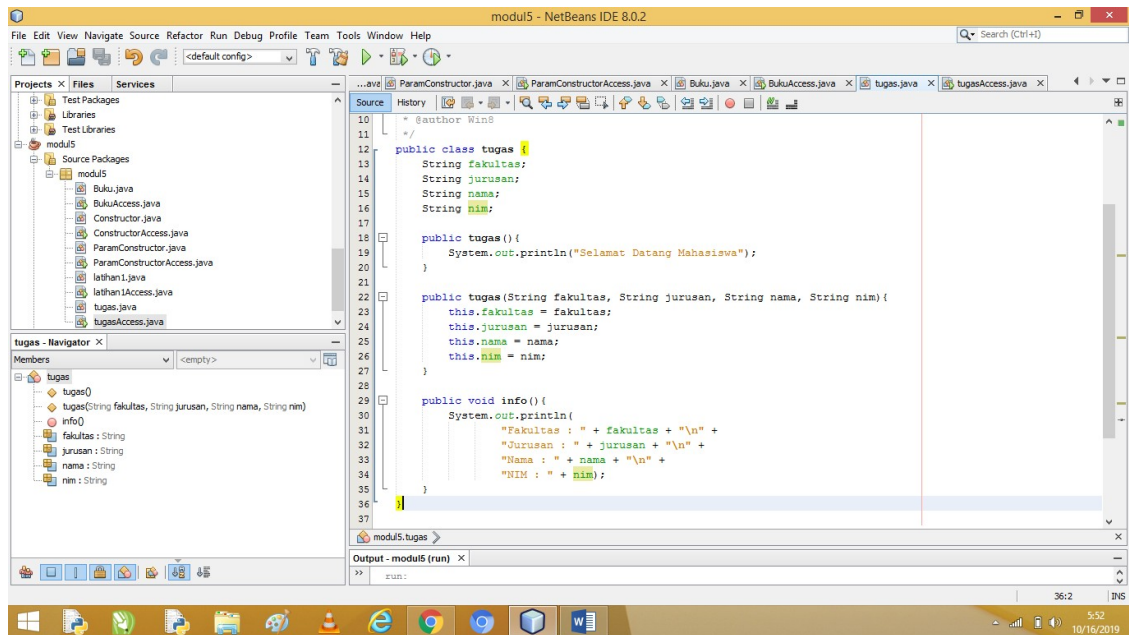 modul5 - NetBeans IDE 8.0.2
File Edit View Navigate Source Refactor Run Debug Profile Team Tools Window Help
Search (Ctrl+I)
<default config>
Projects Files Services
Test Packages
Libraries
Test Libraries
modul5
Source Packages
modul5
Buku.java
BukuAccess.java
Constructor.java
ConstructorAccess.java
ParamConstructor.java
ParamConstructorAccess.java
latihan1.java
latihan1Access.java
tugas.java
tugasAccess.java
tugas - Navigator
Members <empty>
tugas
tugas()
tugas(String fakultas, String jurusan, String nama, String nim)
info()
fakultas : String
jurusan : String
nama : String
nim : String
...ava ParamConstructor.java ParamConstructorAccess.java Buku.java BukuAccess.java tugas.java tugasAccess.java
Source History
10 * @author Win8
11 */
12 public class tugas {
13 String fakultas;
14 String jurusan;
15 String nama;
16 String nim;
17
18 public tugas(){
19 System.out.println("Selamat Datang Mahasiswa");
20 }
21
22 public tugas(String fakultas, String jurusan, String nama, String nim){
23 this.fakultas = fakultas;
24 this.jurusan = jurusan;
25 this.nama = nama;
26 this.nim = nim;
27 }
28
29 public void info(){
30 System.out.println(
31 "Fakultas : " + fakultas + "\n" +
32 "Jurusan : " + jurusan + "\n" +
33 "Nama : " + nama + "\n" +
34 "NIM : " + nim);
35 }
36 }
37
modul5.tugas
Output - modul5 (run)
run:
36:2 INS
5:52
10/16/2019